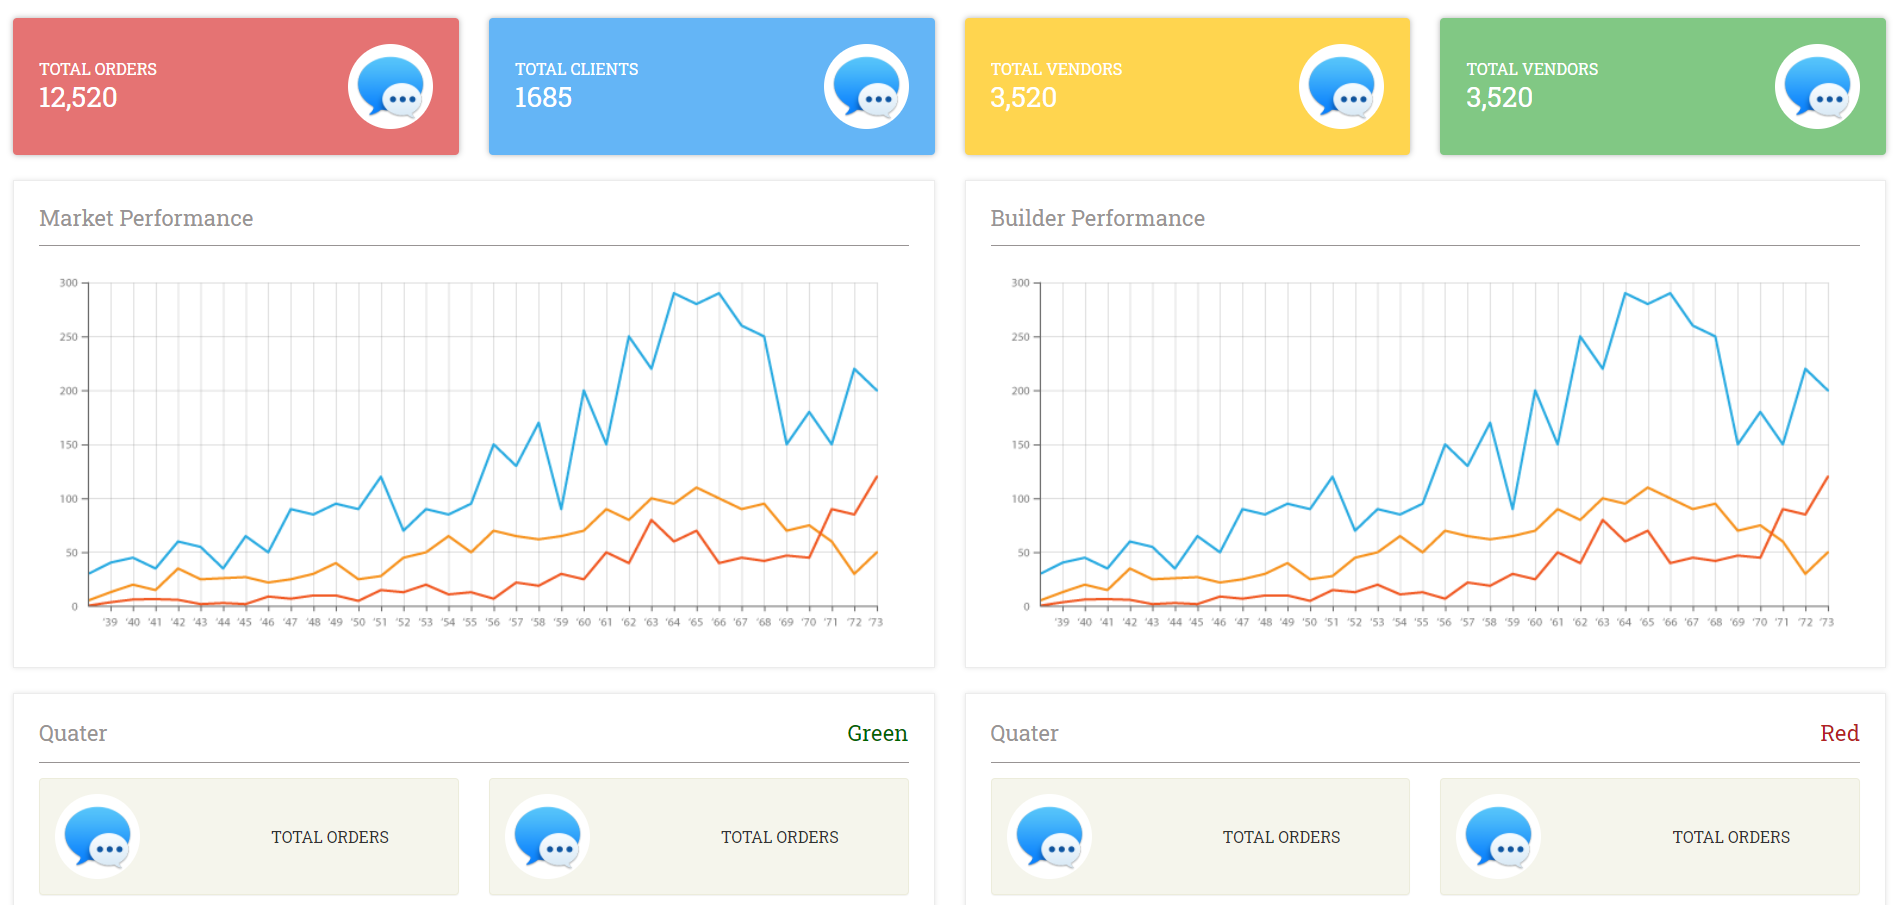 TOTAL ORDERS
12,520
TOTAL CLIENTS
1685
TOTAL VENDORS
3,520
TOTAL VENDORS
3,520
Market Performance
300
250
200
150
100
50
0
'39 '40 '41 '42 '43 '44 '45 '46 '47 '48 '49 '50 '51 '52 '53 '54 '55 '56 '57 '58 '59 '60 '61 '62 '63 '64 '65 '66 '67 '68 '69 '70 '71 '72 '73
Builder Performance
300
250
200
150
100
50
0
'39 '40 '41 '42 '43 '44 '45 '46 '47 '48 '49 '50 '51 '52 '53 '54 '55 '56 '57 '58 '59 '60 '61 '62 '63 '64 '65 '66 '67 '68 '69 '70 '71 '72 '73
Quater Green
TOTAL ORDERS
TOTAL ORDERS
Quater Red
TOTAL ORDERS
TOTAL ORDERS